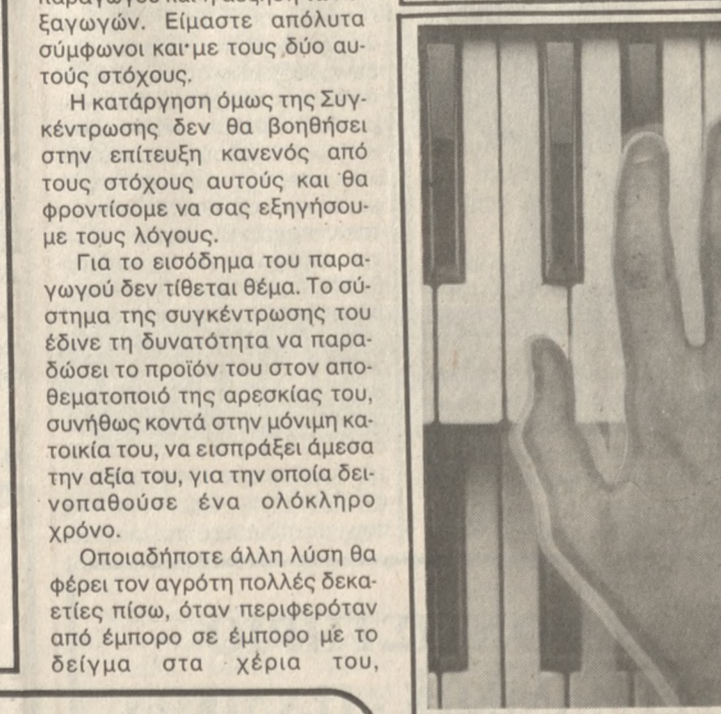 ξαγωγών. Είμαστε απόλυτα
σύμφωνοι και με τους δύο αυ-
τούς στόχους.
Η κατάργηση όμως της Συγ-
κέντρωσης δεν θα βοηθήσει
στην επίτευξη κανενός από
τους στόχους αυτούς και θα
φροντίσομε να σας εξηγήσου-
με τους λόγους.
Για το εισόδημα του παρα-
γωγού δεν τίθεται θέμα. Το σύ-
στημα της συγκέντρωσης του
έδινε τη δυνατότητα να παρα-
δώσει το προϊόν του στον απο-
θεματοποιό της αρεσκίας του,
συνήθως κοντά στην μόνιμη κα-
τοικία του, να εισπράξει άμεσα
την αξία του, για την οποία δει-
νοπαθούσε ένα ολόκληρο
χρόνο.
Οποιαδήποτε άλλη λύση θα
φέρει τον αγρότη πολλές δεκα-
ετίες πίσω, όταν περιφερόταν
από έμπορο σε έμπορο με το
δείγμα στα χέρια του,